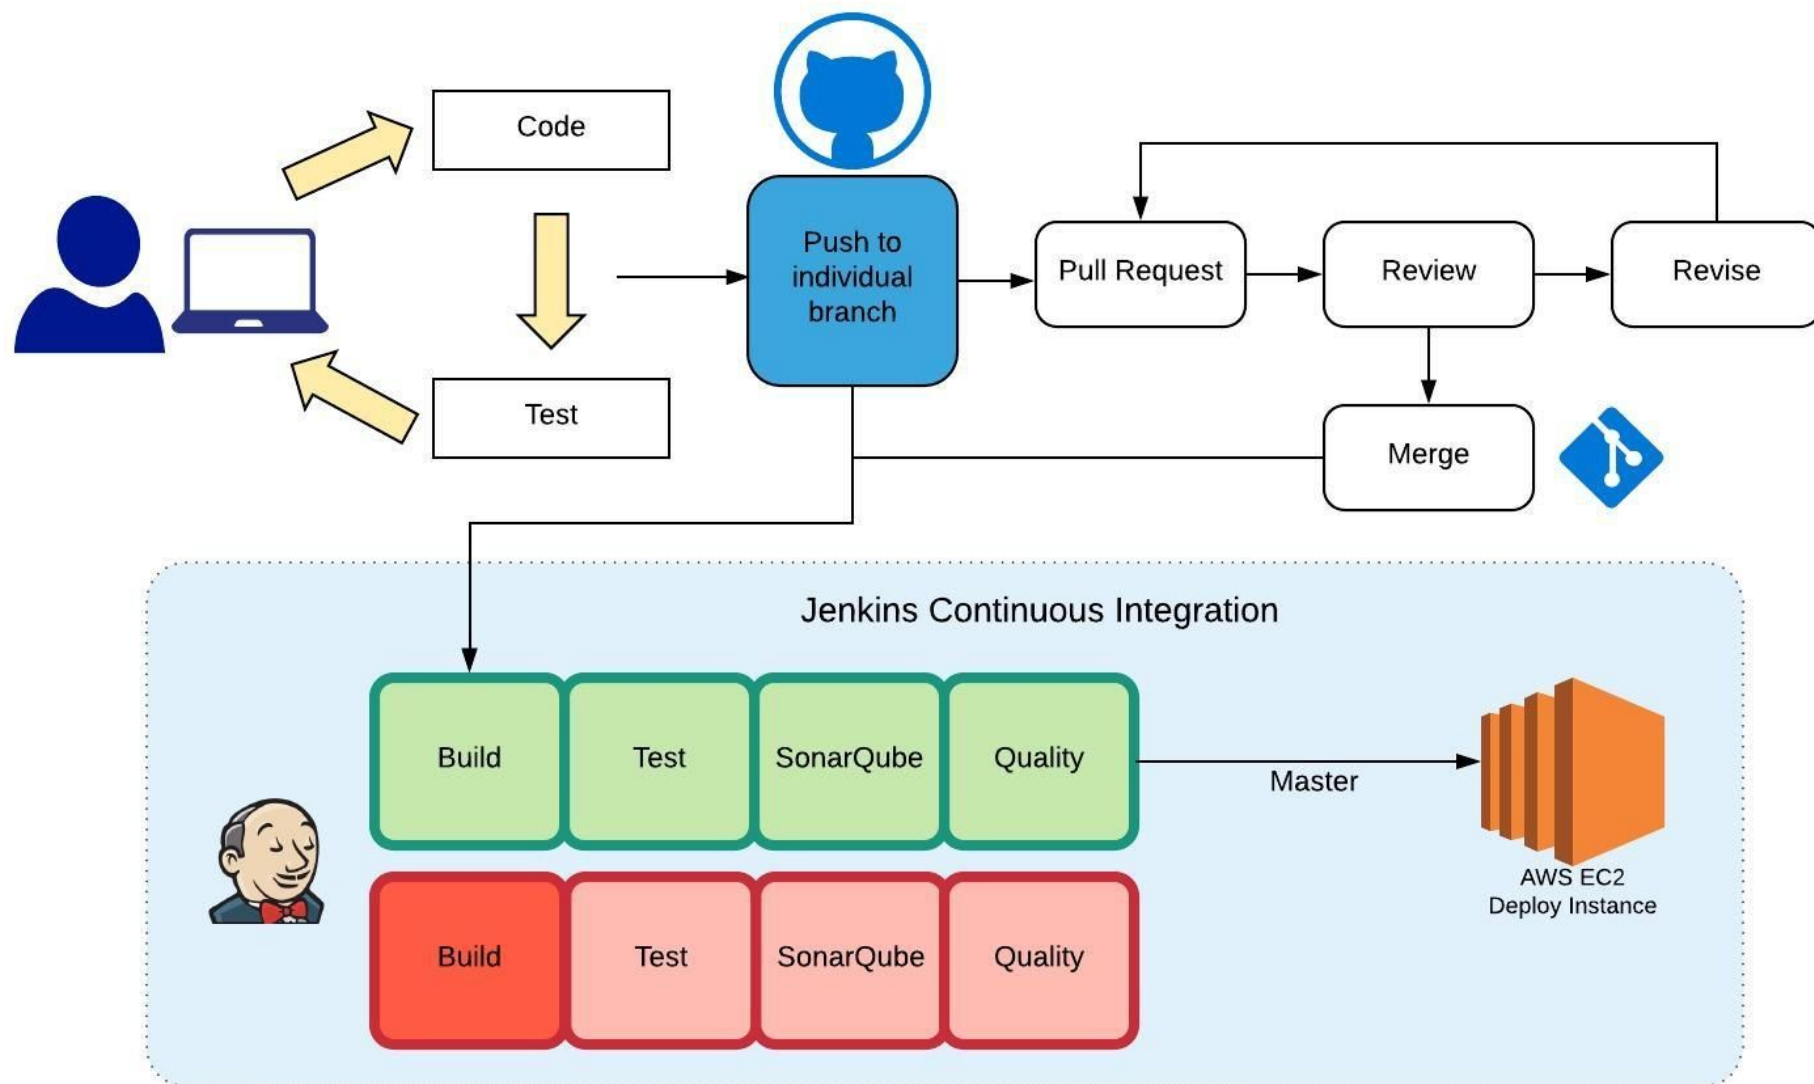 Code
Test
Push to
individual
branch
Pull Request
Review
Revise
Merge
Jenkins Continuous Integration
Build
Test
SonarQube
Quality
Master
AWS EC2
Deploy Instance
Build
Test
SonarQube
Quality